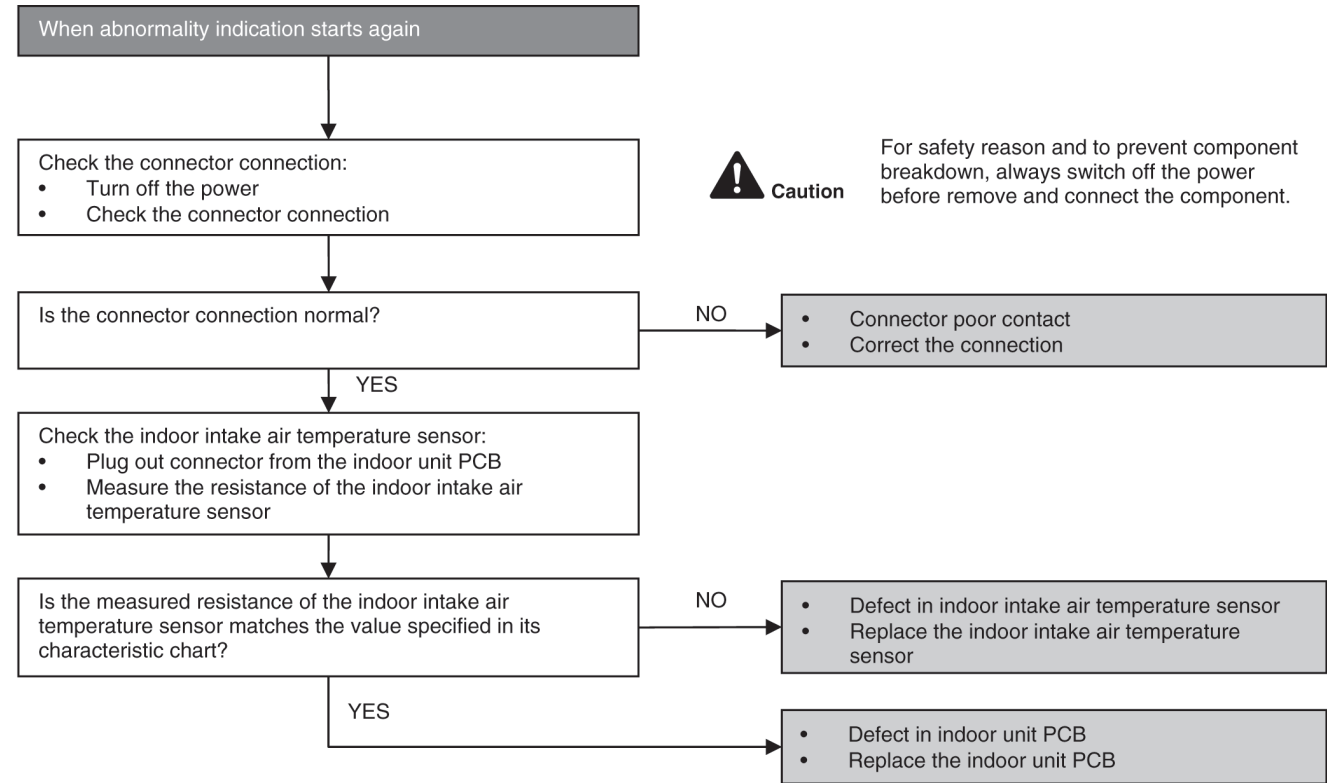 When abnormality indication starts again
Check the connector connection:
• Turn off the power
• Check the connector connection
Caution
For safety reason and to prevent component
breakdown, always switch off the power
before remove and connect the component.
Is the connector connection normal?
NO
• Connector poor contact
• Correct the connection
YES
Check the indoor intake air temperature sensor:
• Plug out connector from the indoor unit PCB
• Measure the resistance of the indoor intake air
temperature sensor
Is the measured resistance of the indoor intake air
temperature sensor matches the value specified in its
characteristic chart?
NO
• Defect in indoor intake air temperature sensor
• Replace the indoor intake air temperature
sensor
YES
• Defect in indoor unit PCB
• Replace the indoor unit PCB